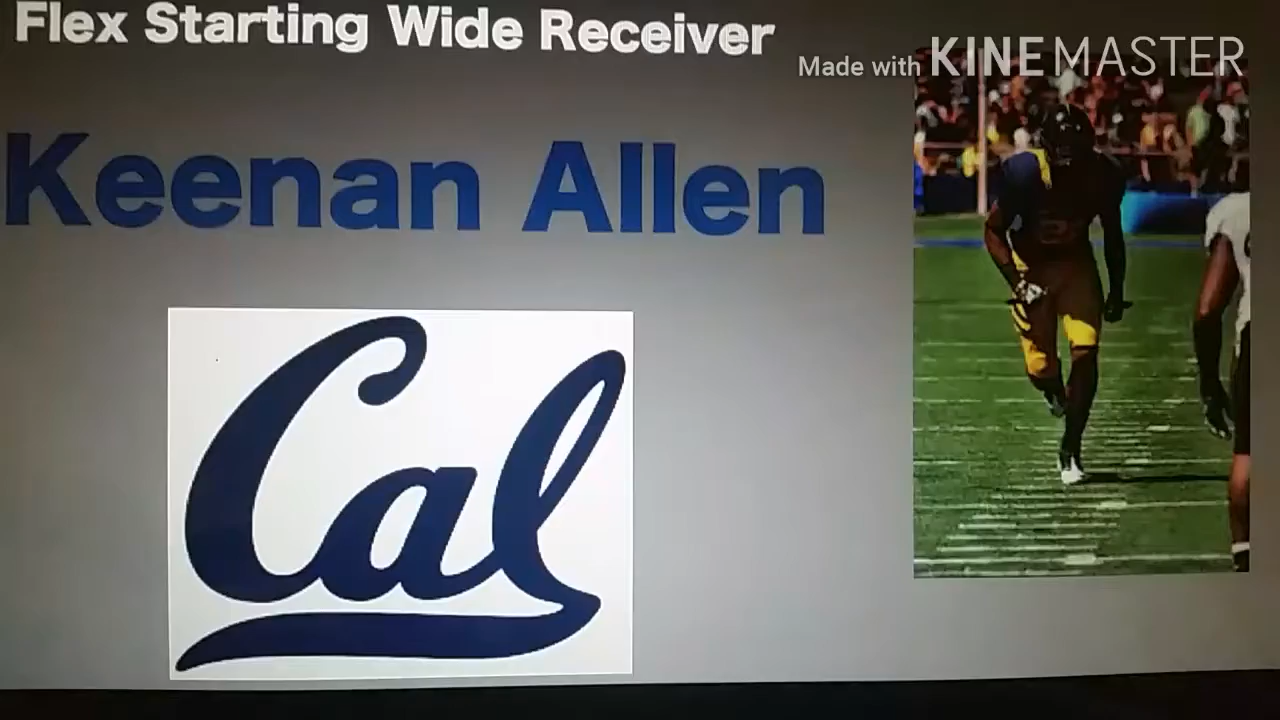 Flex Starting Wide Receiver
Made with KINEMASTER
Keenan Allen
Cal